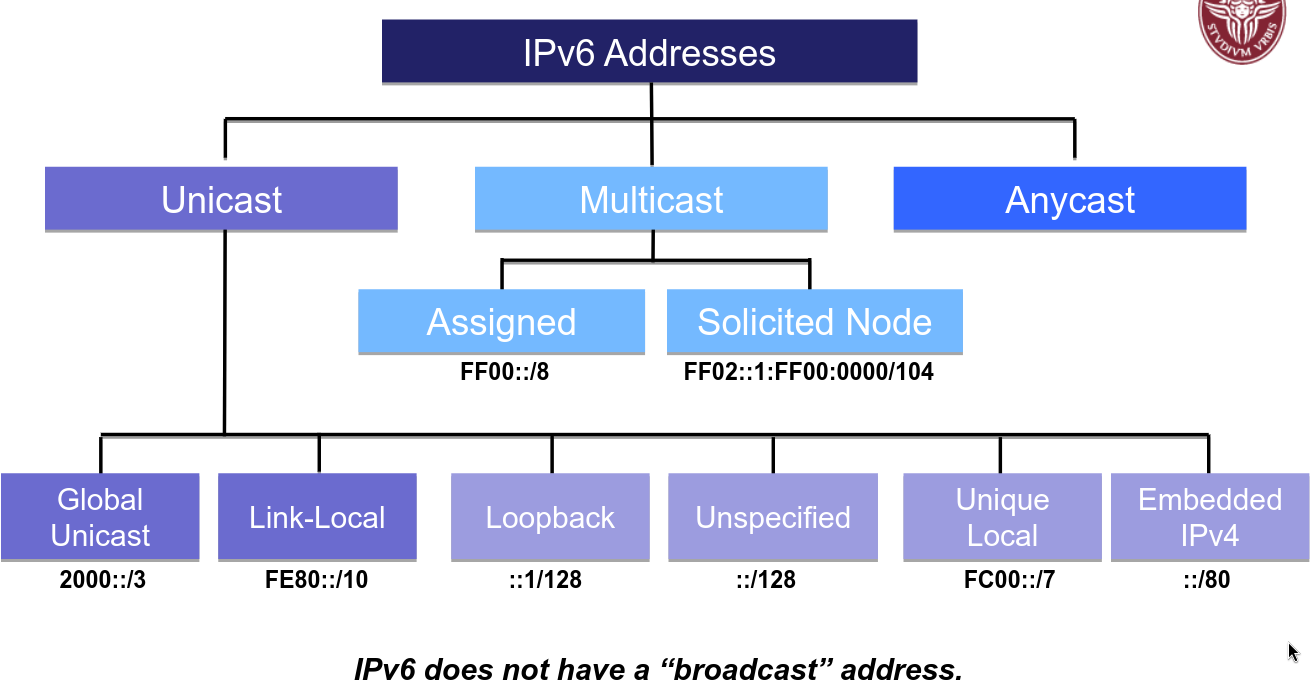 STVDIVM VRBIS
IPv6 Addresses
Unicast
Multicast
Anycast
Assigned
Solicited Node
FF00::/8
FF02::1:FF00:0000/104
Global
Unicast
Link-Local
Loopback
Unspecified
Unique
Local
Embedded
IPv4
2000::/3
FE80::/10
::1/128
::/128
FC00::/7
::/80
IPv6 does not have a “broadcast” address.